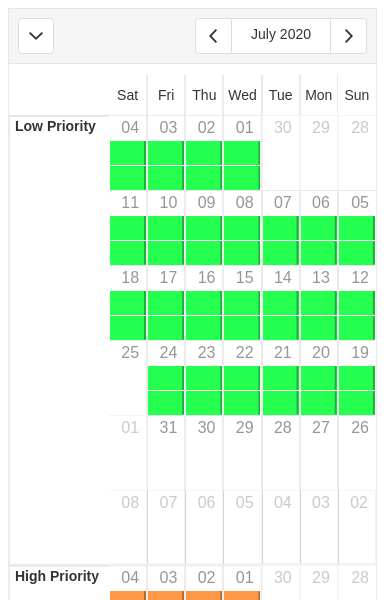 July 2020
Sat Fri Thu Wed Tue Mon Sun
Low Priority
04 03 02 01 30 29 28
11 10 09 08 07 06 05
18 17 16 15 14 13 12
25 24 23 22 21 20 19
01 31 30 29 28 27 26
08 07 06 05 04 03 02
High Priority
04 03 02 01 30 29 28